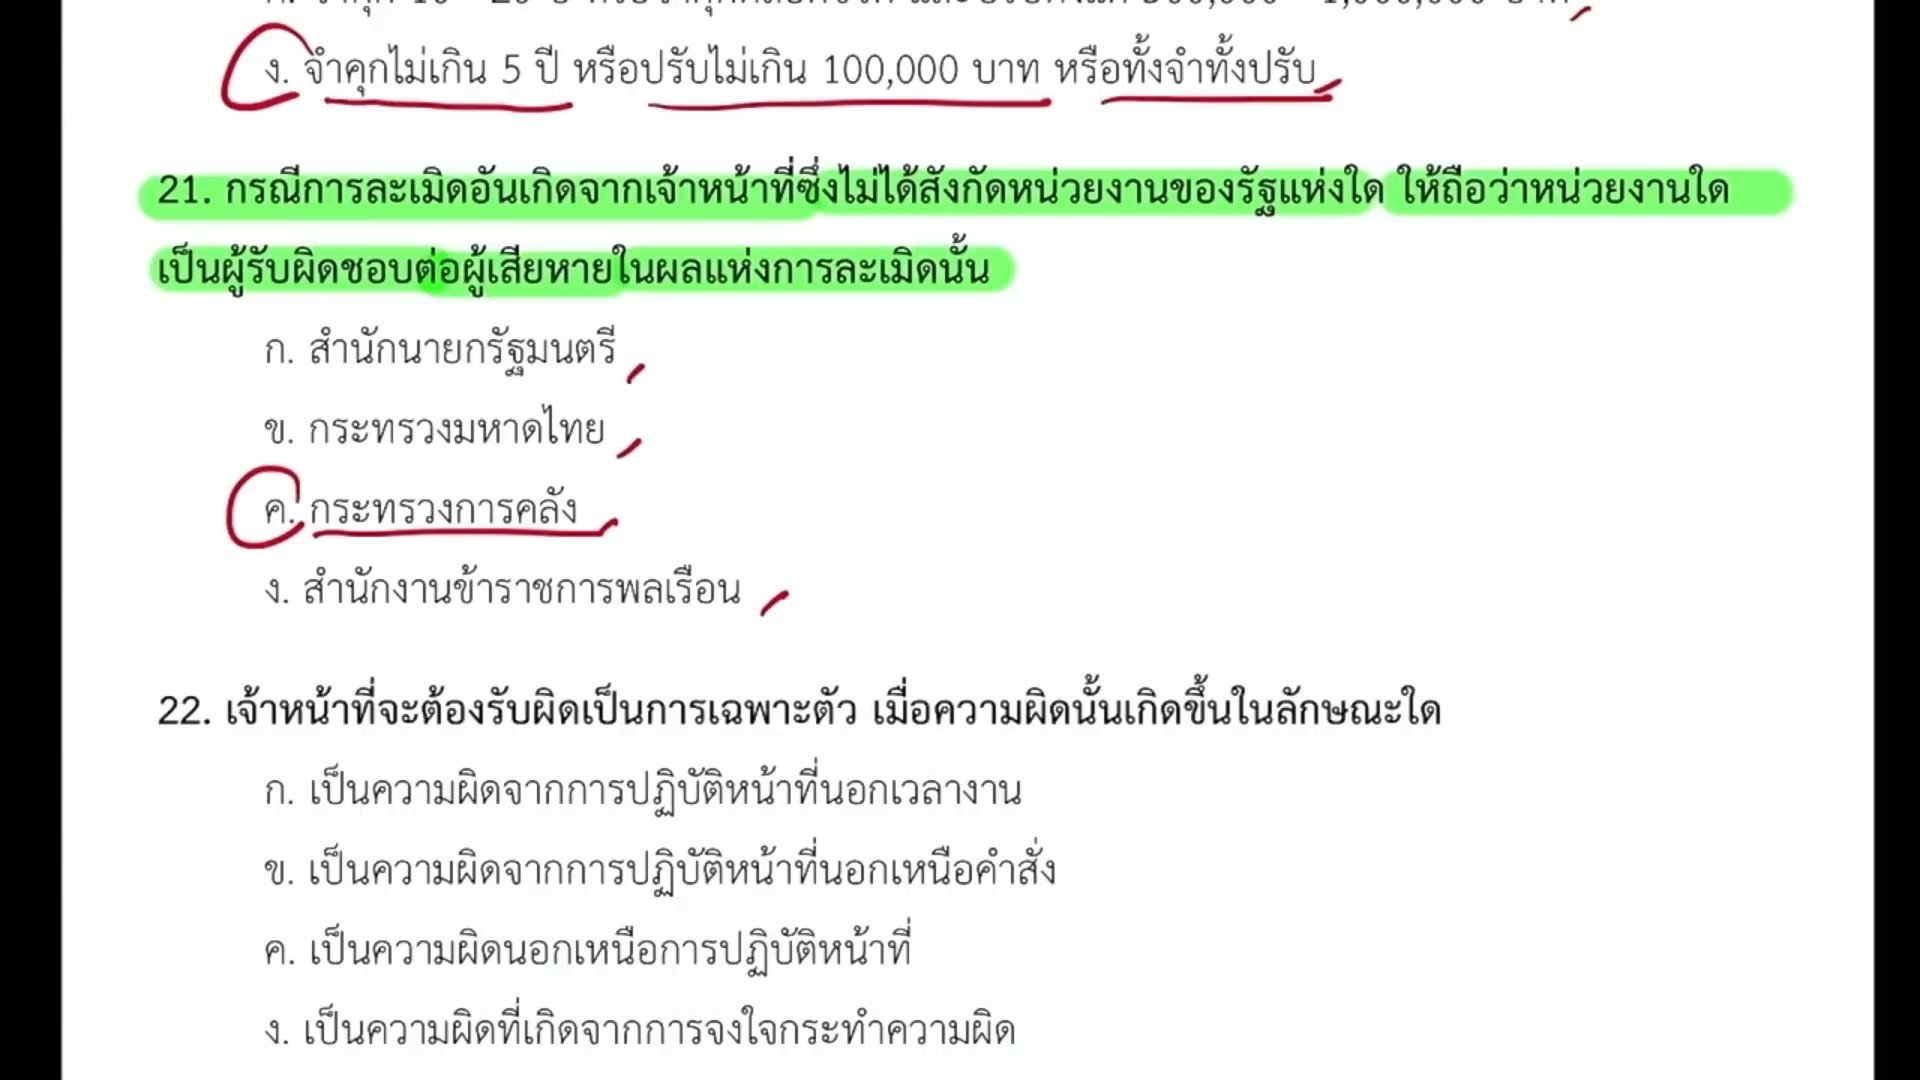 ง. จำคุกไม่เกิน 5 ปี หรือปรับไม่เกิน 100,000 บาท หรือทั้งจำทั้งปรับ
21. กรณีการละเมิดอันเกิดจากเจ้าหน้าที่ซึ่งไม่ได้สังกัดหน่วยงานของรัฐแห่งใด ให้ถือว่าหน่วยงานใด
เป็นผู้รับผิดชอบต่อผู้เสียหายในผลแห่งการละเมิดนั้น
ก. สำนักนายกรัฐมนตรี
ข. กระทรวงมหาดไทย
ค. กระทรวงการคลัง
ง. สำนักงานข้าราชการพลเรือน
22. เจ้าหน้าที่จะต้องรับผิดเป็นการเฉพาะตัว เมื่อความผิดนั้นเกิดขึ้นในลักษณะใด
ก. เป็นความผิดจากการปฏิบัติหน้าที่นอกเวลางาน
ข. เป็นความผิดจากการปฏิบัติหน้าที่นอกเหนือคำสั่ง
ค. เป็นความผิดนอกเหนือการปฏิบัติหน้าที่
ง. เป็นความผิดที่เกิดจากการจงใจกระทำความผิด